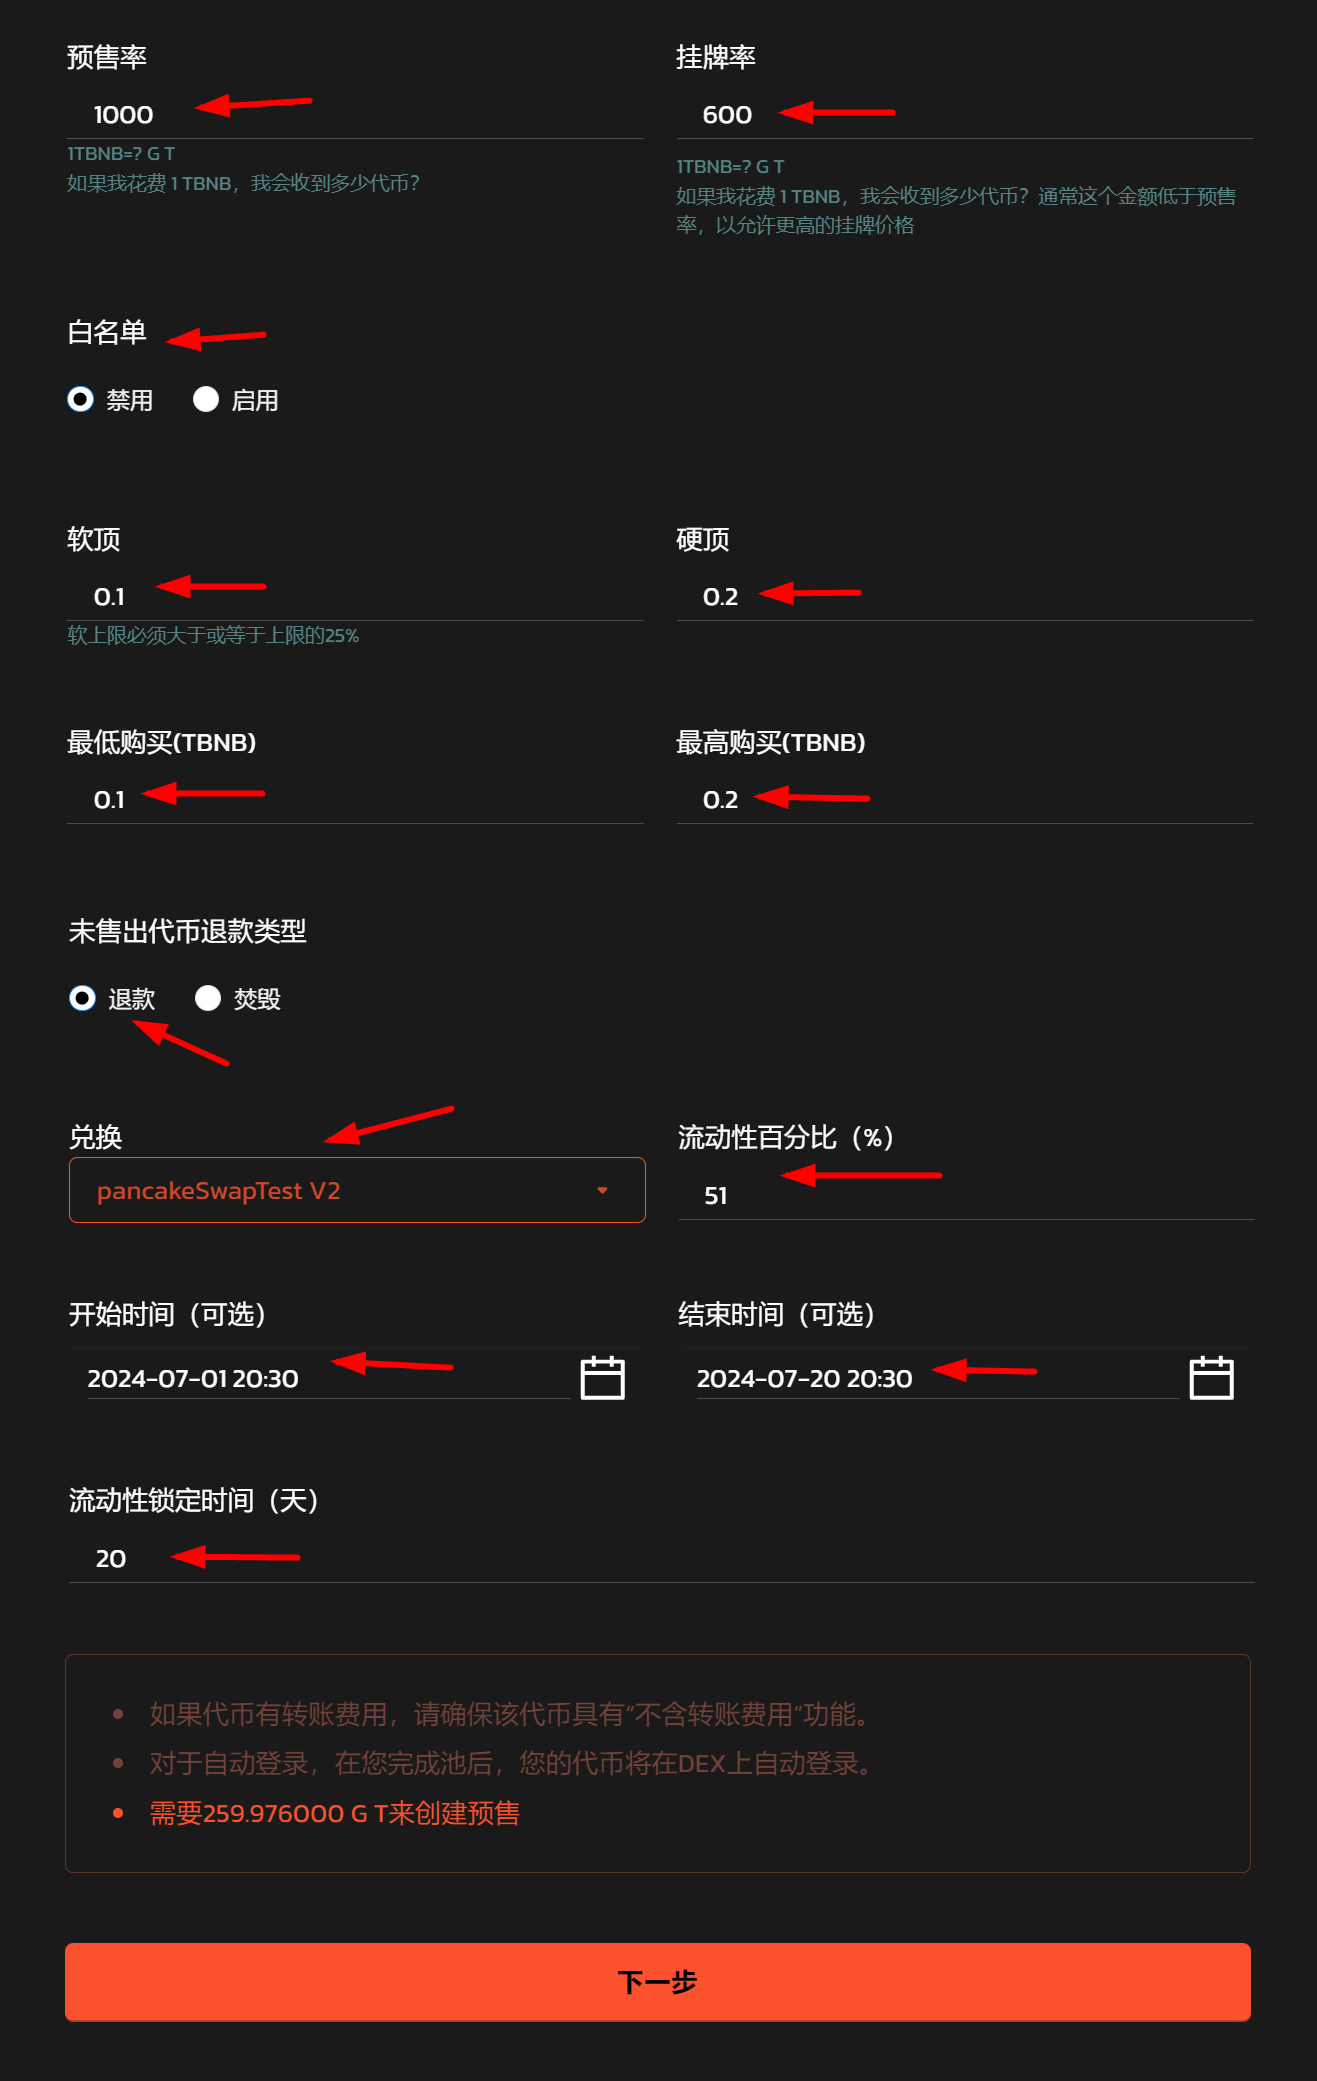 预售率
1000
1TBNB=? G T
如果我花费 1 TBNB，我会收到多少代币？
挂牌率
600
1TBNB=? G T
如果我花费 1 TBNB，我会收到多少代币？通常这个金额低于预售
率，以允许更高的挂牌价格
白名单
禁用 启用
软顶
0.1
软上限必须大于或等于上限的25%
硬顶
0.2
最低购买(TBNB)
0.1
最高购买(TBNB)
0.2
未售出代币退款类型
退款 焚毁
兑换
pancakeSwapTest V2
流动性百分比（%）
51
开始时间（可选）
2024-07-01 20:30
结束时间（可选）
2024-07-20 20:30
流动性锁定时间（天）
20
如果代币有转账费用，请确保该代币具有“不含转账费用”功能。
对于自动登录，在您完成池后，您的代币将在DEX上自动登录。
需要259.976000 G T来创建预售
下一步